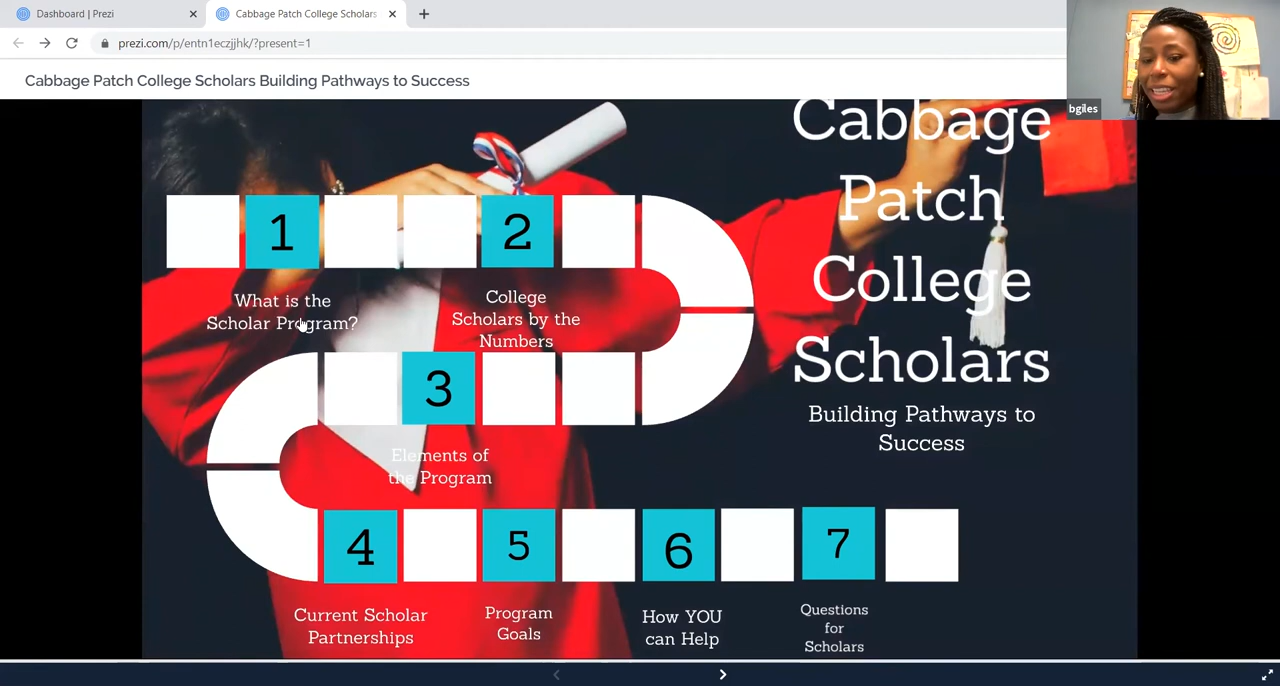 Dashboard | Prezi
Cabbage Patch College Scholars
prezi.com/p/entn1eczjjhk/?present=1
Cabbage Patch College Scholars Building Pathways to Success
bgiles
Cabbage
Patch
College
Scholars
Building Pathways to
Success
1
2
What is the
Scholar Program?
College
Scholars by the
Numbers
3
Elements of
the Program
4
5
6
7
Current Scholar
Partnerships
Program
Goals
How YOU
can Help
Questions
for
Scholars